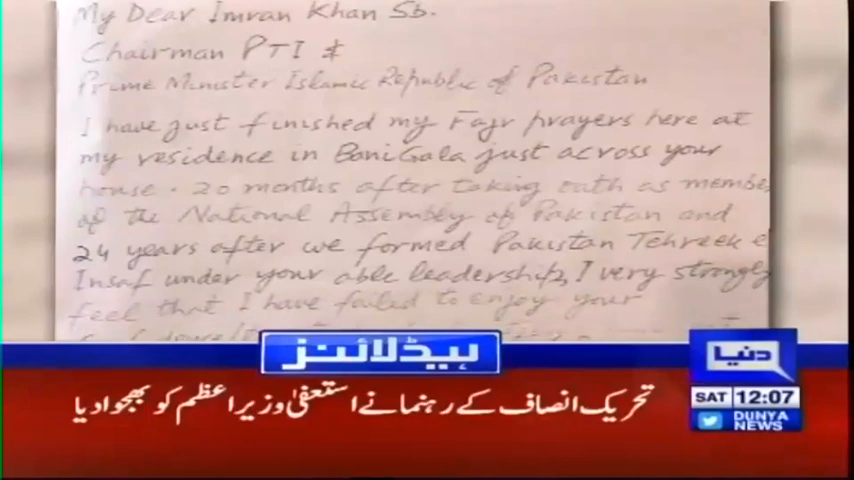 My Dear Imran Khan Sb.
Chairman PTI &
Prime Minister Islamic Republic of Pakistan
I have just finished my Fajr prayers here at
my residence in BaniGala just across your
house. 20 months after taking oath as member
of the National Assembly of Pakistan and
24 years after we formed Pakistan Tehreek e
Insaf under your able leadership, I very strongly
feel that I have failed to enjoy your
ہیڈلائنز
دنیا
تحریک انصاف کے رہنما نے استعفیٰ وزیراعظم کو بھجوا دیا
SAT 12:07
DUNYA
NEWS